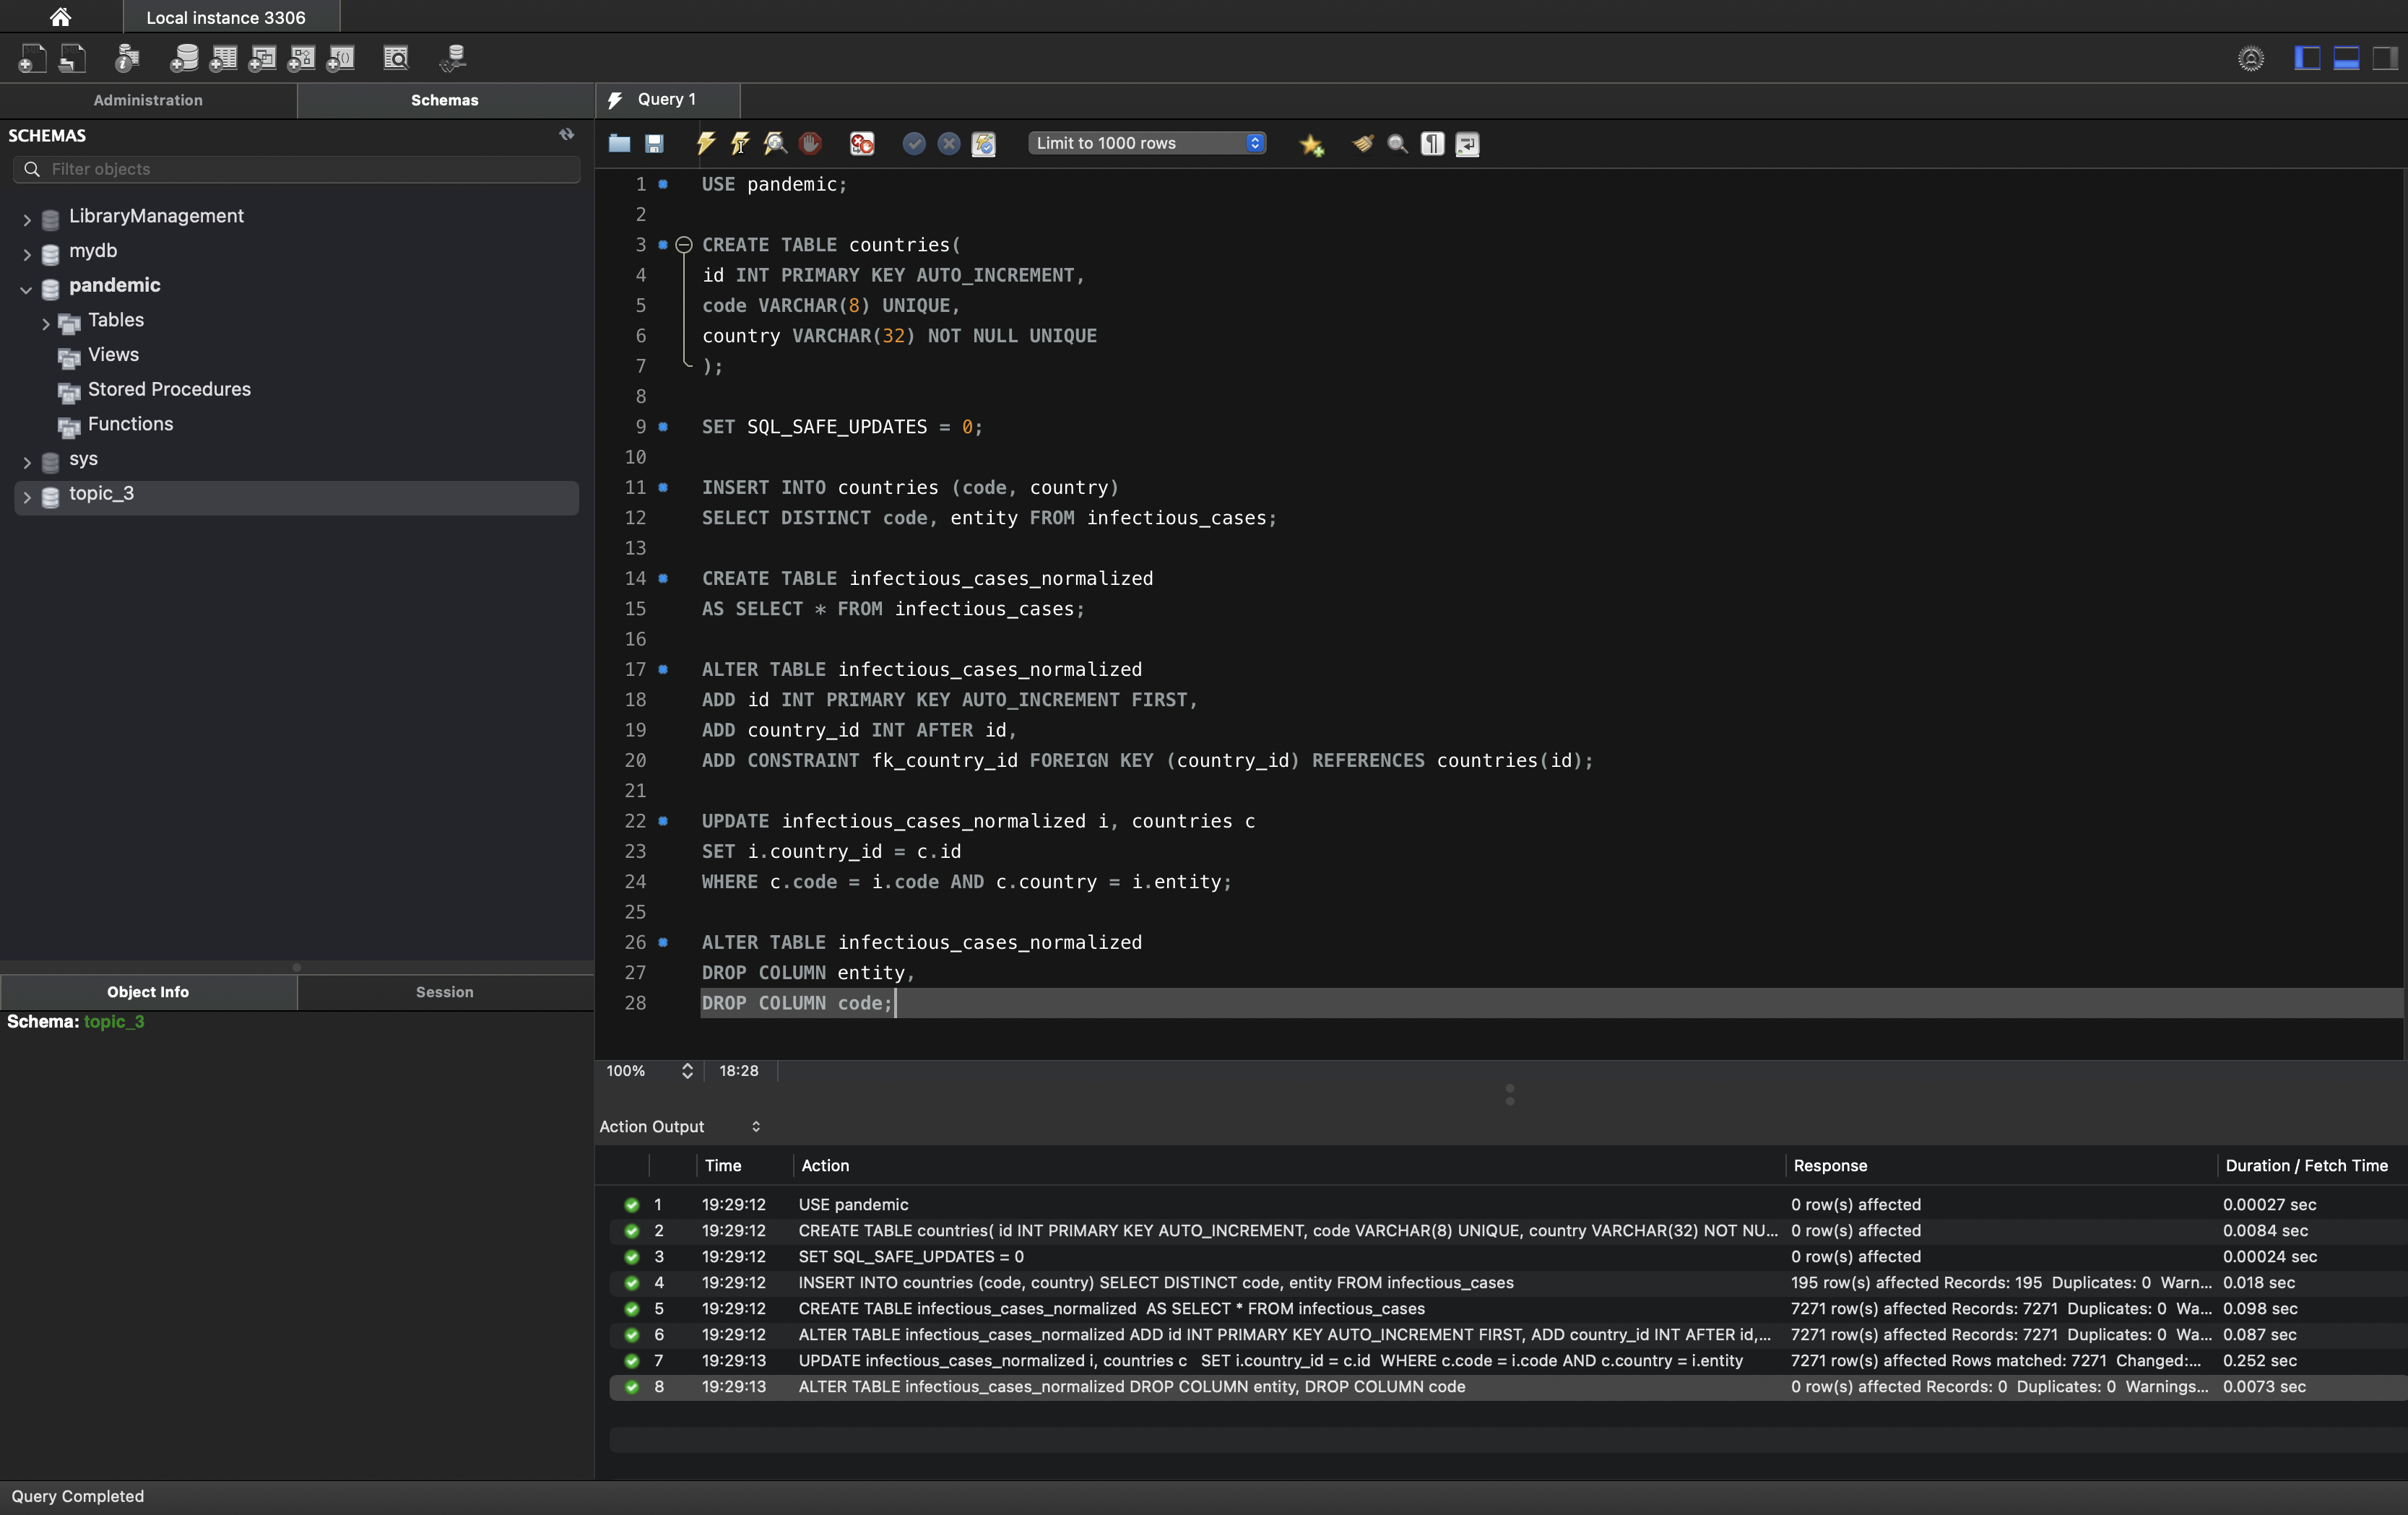 Local instance 3306
Administration
Schemas
Query 1
SCHEMAS
Filter objects
LibraryManagement
mydb
pandemic
Tables
Views
Stored Procedures
Functions
sys
topic_3
Limit to 1000 rows
1 USE pandemic;
2
3 CREATE TABLE countries(
4 id INT PRIMARY KEY AUTO_INCREMENT,
5 code VARCHAR(8) UNIQUE,
6 country VARCHAR(32) NOT NULL UNIQUE
7 );
8
9 SET SQL_SAFE_UPDATES = 0;
10
11 INSERT INTO countries (code, country)
12 SELECT DISTINCT code, entity FROM infectious_cases;
13
14 CREATE TABLE infectious_cases_normalized
15 AS SELECT * FROM infectious_cases;
16
17 ALTER TABLE infectious_cases_normalized
18 ADD id INT PRIMARY KEY AUTO_INCREMENT FIRST,
19 ADD country_id INT AFTER id,
20 ADD CONSTRAINT fk_country_id FOREIGN KEY (country_id) REFERENCES countries(id);
21
22 UPDATE infectious_cases_normalized i, countries c
23 SET i.country_id = c.id
24 WHERE c.code = i.code AND c.country = i.entity;
25
26 ALTER TABLE infectious_cases_normalized
27 DROP COLUMN entity,
28 DROP COLUMN code;
Object Info
Session
Schema: topic_3
100%
18:28
Action Output
Time Action Response Duration / Fetch Time
1 19:29:12 USE pandemic 0 row(s) affected 0.00027 sec
2 19:29:12 CREATE TABLE countries( id INT PRIMARY KEY AUTO_INCREMENT, code VARCHAR(8) UNIQUE, country VARCHAR(32) NOT NU... 0 row(s) affected 0.0084 sec
3 19:29:12 SET SQL_SAFE_UPDATES = 0 0 row(s) affected 0.00024 sec
4 19:29:12 INSERT INTO countries (code, country) SELECT DISTINCT code, entity FROM infectious_cases 195 row(s) affected Records: 195 Duplicates: 0 Warn... 0.018 sec
5 19:29:12 CREATE TABLE infectious_cases_normalized AS SELECT * FROM infectious_cases 7271 row(s) affected Records: 7271 Duplicates: 0 Wa... 0.098 sec
6 19:29:12 ALTER TABLE infectious_cases_normalized ADD id INT PRIMARY KEY AUTO_INCREMENT FIRST, ADD country_id INT AFTER id,... 7271 row(s) affected Records: 7271 Duplicates: 0 Wa... 0.087 sec
7 19:29:13 UPDATE infectious_cases_normalized i, countries c SET i.country_id = c.id WHERE c.code = i.code AND c.country = i.entity 7271 row(s) affected Rows matched: 7271 Changed:... 0.252 sec
8 19:29:13 ALTER TABLE infectious_cases_normalized DROP COLUMN entity, DROP COLUMN code 0 row(s) affected Records: 0 Duplicates: 0 Warnings... 0.0073 sec
Query Completed